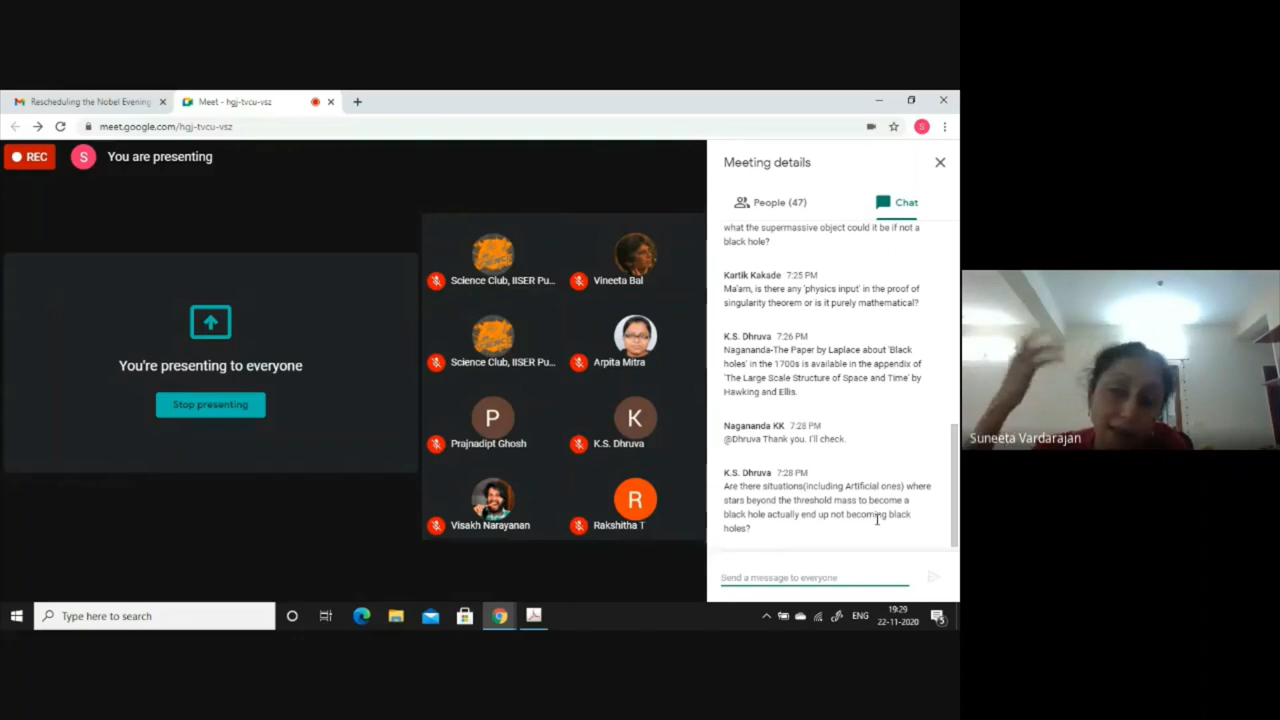 Rescheduling the Nobel Evening
Meet - hgj-tvcu-vsz
meet.google.com/hgj-tvcu-vsz
S
REC
S
You are presenting
Meeting details
People (47)
Chat
what the supermassive object could it be if not a
black hole?
Kartik Kakade 7:25 PM
Ma'am, is there any 'physics input' in the proof of
singularity theorem or is it purely mathematical?
K.S. Dhruva 7:26 PM
Nagananda-The Paper by Laplace about 'Black
holes' in the 1700s is available in the appendix of
'The Large Scale Structure of Space and Time' by
Hawking and Ellis.
Nagananda KK 7:28 PM
@Dhruva Thank you. I'll check.
K.S. Dhruva 7:28 PM
Are there situations(including Artificial ones) where
stars beyond the threshold mass to become a
black hole actually end up not becoming black
holes?
Send a message to everyone
You're presenting to everyone
Stop presenting
Science Club, IISER Pu...
Vineeta Bal
Science Club, IISER Pu...
Arpita Mitra
P
Prajnadipt Ghosh
K
K.S. Dhruva
Visakh Narayanan
R
Rakshitha T
Suneeta Vardarajan
Type here to search
ENG
19:29
22-11-2020
5